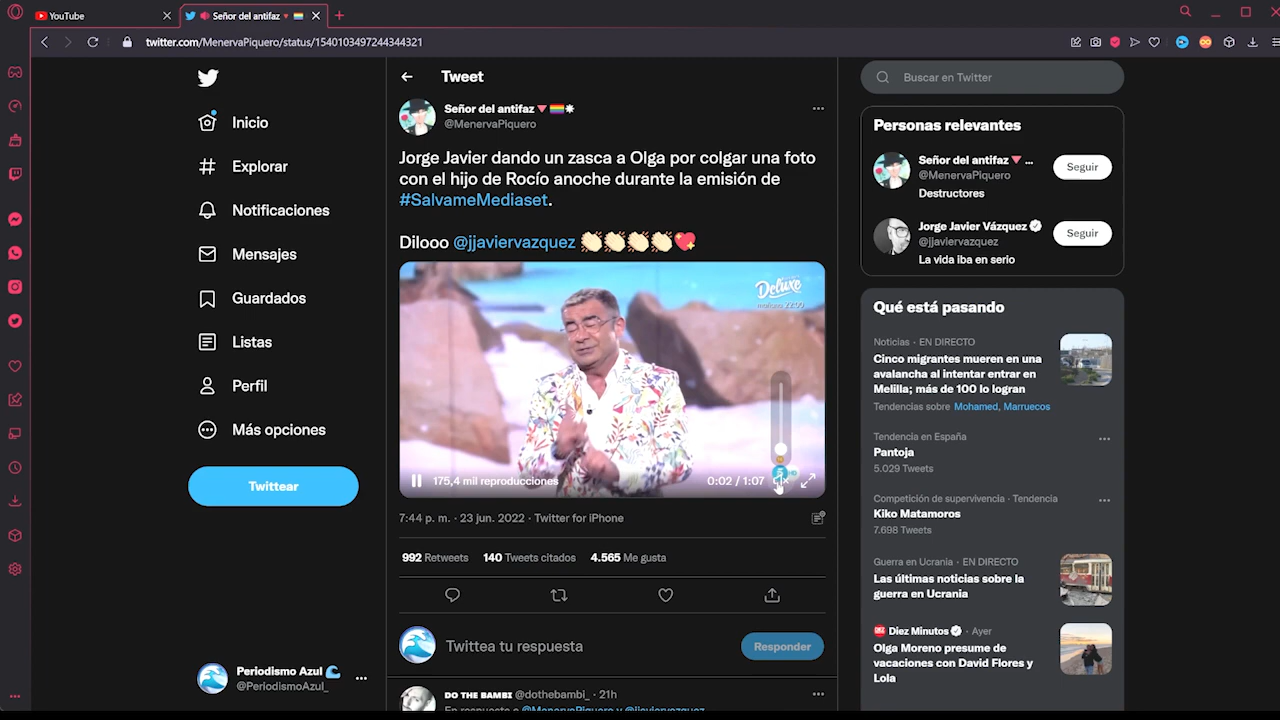 YouTube
Señor del antifaz
twitter.com/MenervaPiquero/status/1540103497244344321
Inicio
Explorar
Notificaciones
Mensajes
Guardados
Listas
Perfil
Más opciones
Twittear
Periodismo Azul
@PeriodismoAzul_
Tweet
Señor del antifaz
@MenervaPiquero
Jorge Javier dando un zasca a Olga por colgar una foto
con el hijo de Rocío anoche durante la emisión de
#SalvameMediaset.
Dilooo @jjaviervazquez
Deluxe
mañana 22:00
175,4 mil reproducciones
0:02 / 1:07
7:44 p. m. · 23 jun. 2022 · Twitter for iPhone
992 Retweets 140 Tweets citados 4.565 Me gusta
Twittea tu respuesta
Responder
DO THE BAMBI @dothebambi_ · 21h
En respuesta a @MenervaPiquero y @jjaviervazquez
Buscar en Twitter
Personas relevantes
Señor del antifaz ...
@MenervaPiquero
Seguir
Destructores
Jorge Javier Vázquez
@jjaviervazquez
Seguir
La vida iba en serio
Qué está pasando
Noticias · EN DIRECTO
Cinco migrantes mueren en una
avalancha al intentar entrar en
Melilla; más de 100 lo logran
Tendencias sobre Mohamed, Marruecos
Tendencia en España
Pantoja
5.029 Tweets
Competición de supervivencia · Tendencia
Kiko Matamoros
7.698 Tweets
Guerra en Ucrania · EN DIRECTO
Las últimas noticias sobre la
guerra en Ucrania
Diez Minutos · Ayer
Olga Moreno presume de
vacaciones con David Flores y
Lola